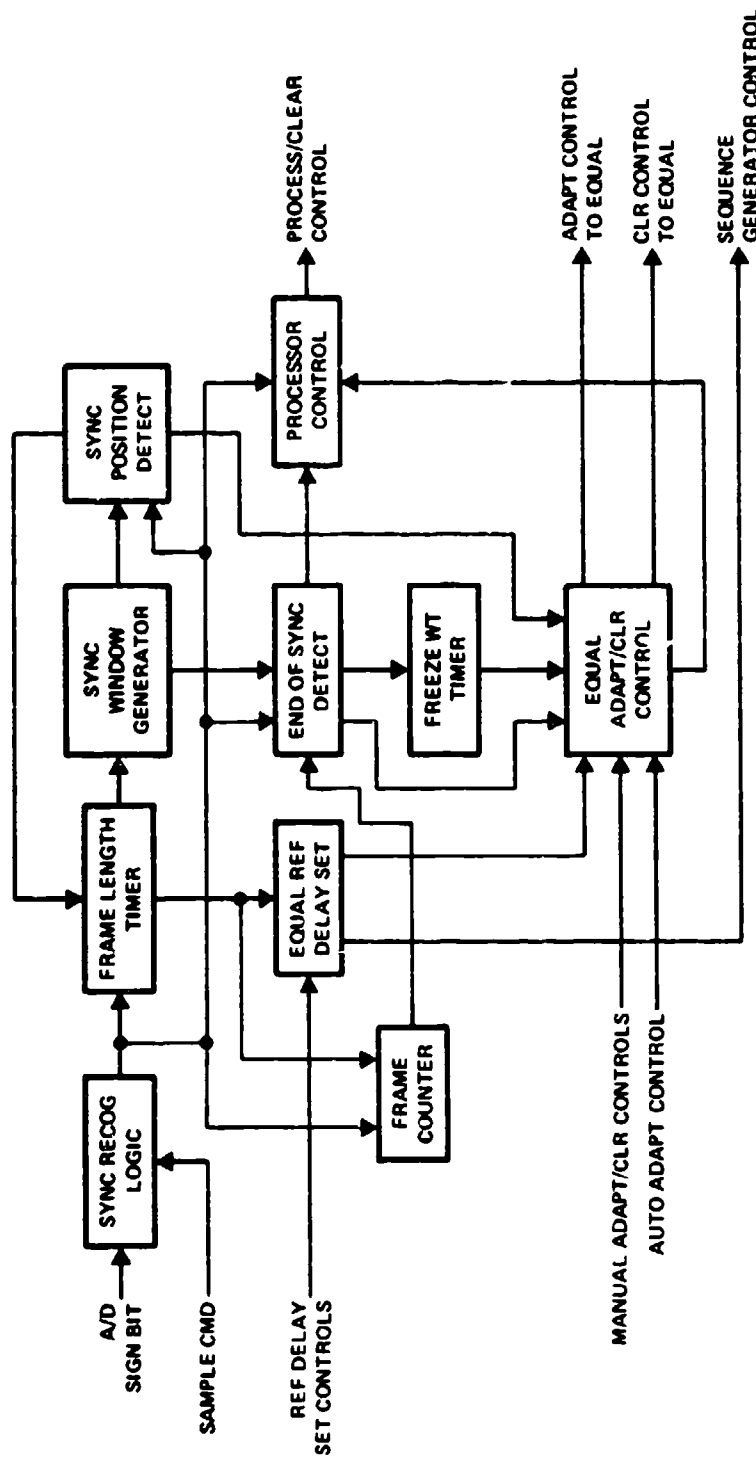 A/D
SIGN BIT
SAMPLE CMD
SYNC RECOG
LOGIC
FRAME LENGTH
TIMER
SYNC
WINDOW
GENERATOR
SYNC
POSITION
DETECT
REF DELAY
SET CONTROLS
FRAME
COUNTER
EQUAL REF
DELAY SET
END OF SYNC
DETECT
PROCESSOR
CONTROL
PROCESS/CLEAR
CONTROL
FREEZE WT
TIMER
MANUAL ADAPT/CLR CONTROLS
AUTO ADAPT CONTROL
EQUAL
ADAPT/CLR
CONTROL
ADAPT CONTROL
TO EQUAL
CLR CONTROL
TO EQUAL
SEQUENCE
GENERATOR CONTROL